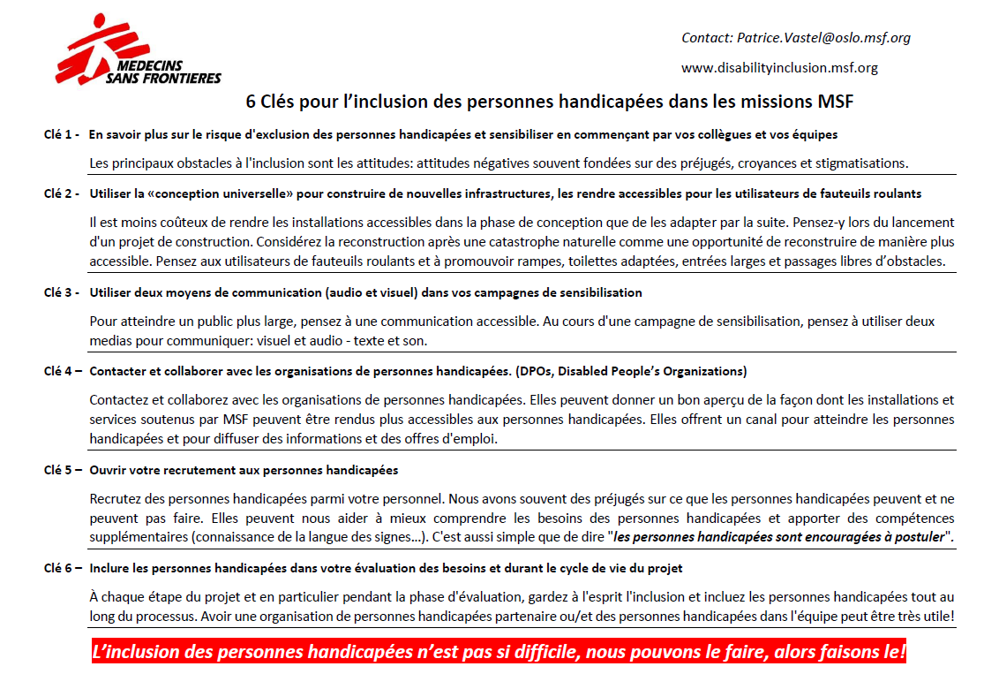 MEDECINS
SANS FRONTIERES
Contact: Patrice.Vastel@oslo.msf.org
www.disabilityinclusion.msf.org
6 Clés pour l’inclusion des personnes handicapées dans les missions MSF
Clé 1 - En savoir plus sur le risque d'exclusion des personnes handicapées et sensibiliser en commençant par vos collègues et vos équipes
Les principaux obstacles à l'inclusion sont les attitudes: attitudes négatives souvent fondées sur des préjugés, croyances et stigmatisations.
Clé 2 - Utiliser la «conception universelle» pour construire de nouvelles infrastructures, les rendre accessibles pour les utilisateurs de fauteuils roulants
Il est moins coûteux de rendre les installations accessibles dans la phase de conception que de les adapter par la suite. Pensez-y lors du lancement
d'un projet de construction. Considérez la reconstruction après une catastrophe naturelle comme une opportunité de reconstruire de manière plus
accessible. Pensez aux utilisateurs de fauteuils roulants et à promouvoir rampes, toilettes adaptées, entrées larges et passages libres d’obstacles.
Clé 3 - Utiliser deux moyens de communication (audio et visuel) dans vos campagnes de sensibilisation
Pour atteindre un public plus large, pensez à une communication accessible. Au cours d'une campagne de sensibilisation, pensez à utiliser deux
medias pour communiquer: visuel et audio - texte et son.
Clé 4 – Contacter et collaborer avec les organisations de personnes handicapées. (DPOs, Disabled People’s Organizations)
Contactez et collaborez avec les organisations de personnes handicapées. Elles peuvent donner un bon aperçu de la façon dont les installations et
services soutenus par MSF peuvent être rendus plus accessibles aux personnes handicapées. Elles offrent un canal pour atteindre les personnes
handicapées et pour diffuser des informations et des offres d'emploi.
Clé 5 – Ouvrir votre recrutement aux personnes handicapées
Recrutez des personnes handicapées parmi votre personnel. Nous avons souvent des préjugés sur ce que les personnes handicapées peuvent et ne
peuvent pas faire. Elles peuvent nous aider à mieux comprendre les besoins des personnes handicapées et apporter des compétences
supplémentaires (connaissance de la langue des signes…). C'est aussi simple que de dire "les personnes handicapées sont encouragées à postuler".
Clé 6 – Inclure les personnes handicapées dans votre évaluation des besoins et durant le cycle de vie du projet
À chaque étape du projet et en particulier pendant la phase d'évaluation, gardez à l'esprit l'inclusion et incluez les personnes handicapées tout au
long du processus. Avoir une organisation de personnes handicapées partenaire ou/et des personnes handicapées dans l'équipe peut être très utile!
L’inclusion des personnes handicapées n’est pas si difficile, nous pouvons le faire, alors faisons le!